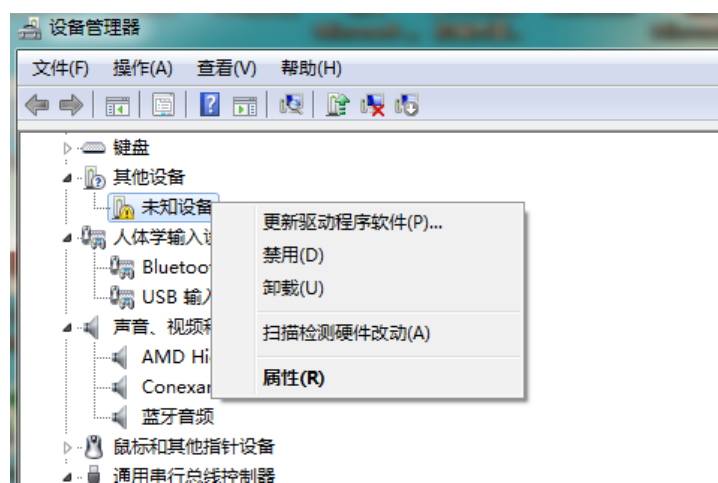 设备管理器
文件(F) 操作(A) 查看(V) 帮助(H)
键盘
其他设备
未知设备
更新驱动程序软件(P)...
人体学输入
禁用(D)
Bluetoo
卸载(U)
USB 输
声音、视频
扫描检测硬件改动(A)
AMD Hi
属性(R)
Conexan
蓝牙音频
鼠标和其他指针设备
通用串行总线控制器